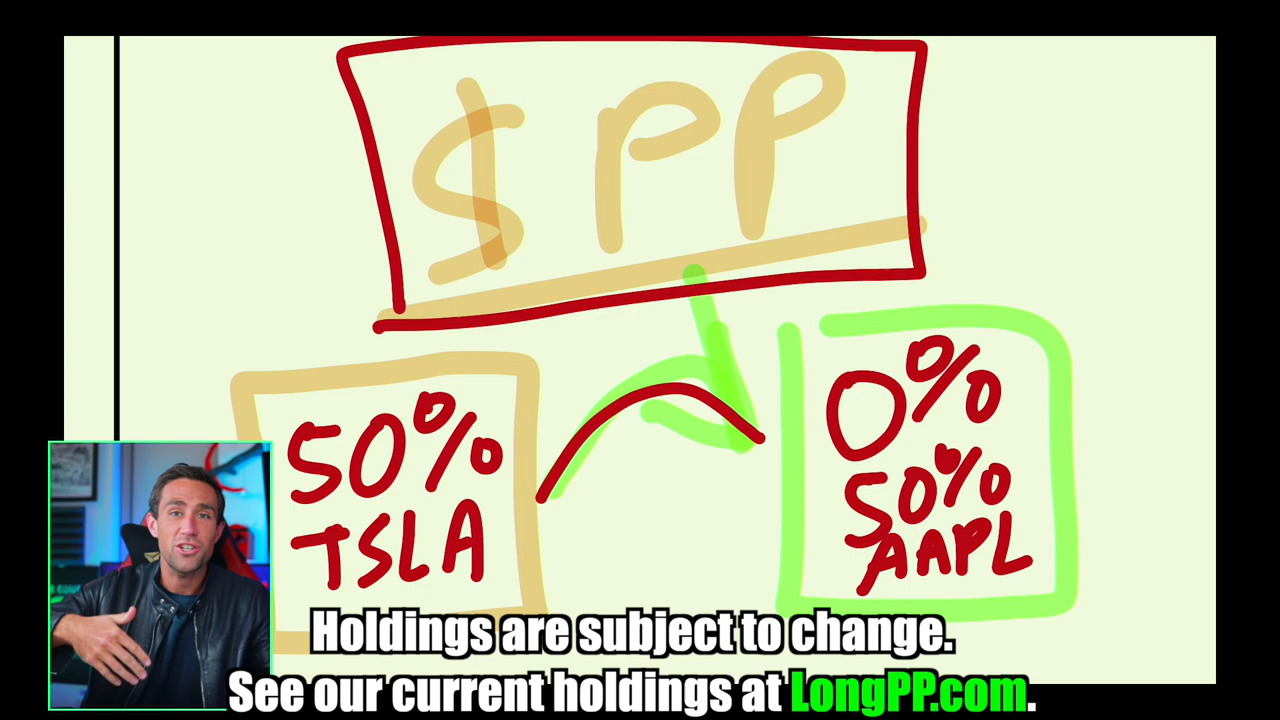 $PP
50%
TSLA
0%
50%
AAPL
Holdings are subject to change.
See our current holdings at LongPP.com.